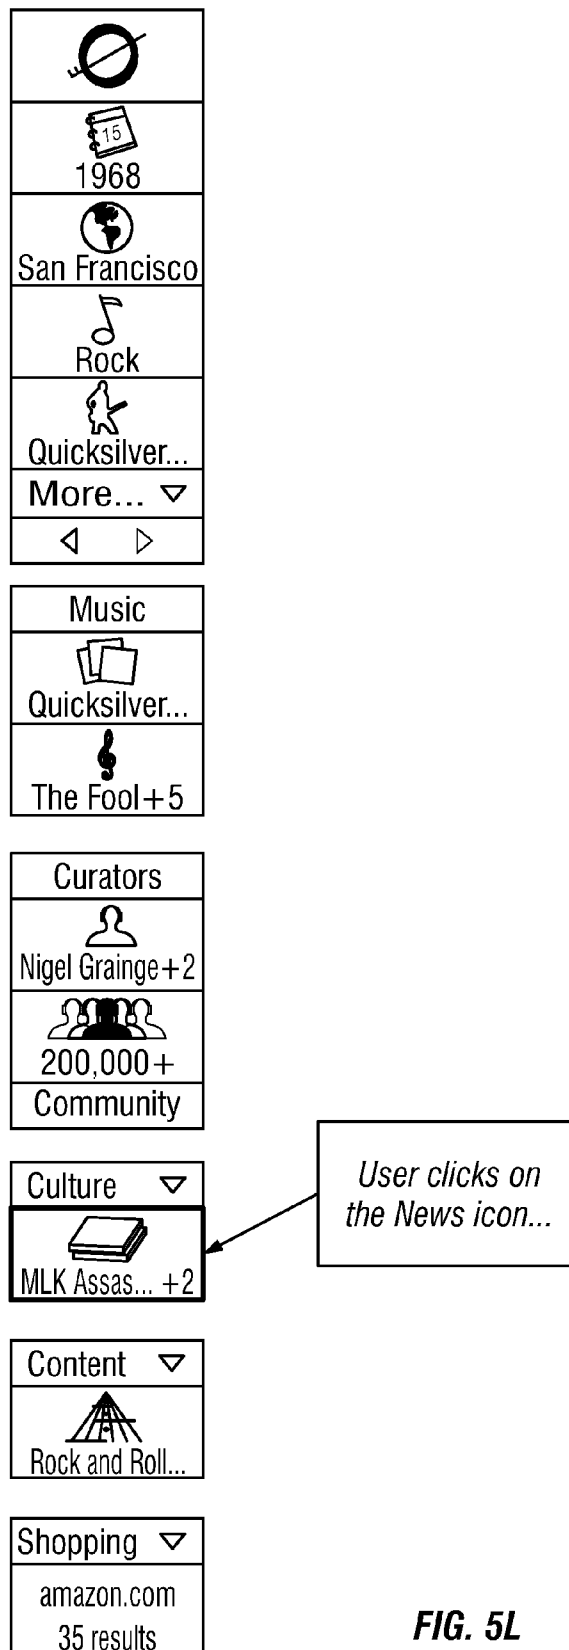 15
1968
San Francisco
Rock
Quicksilver...
More...
Music
Quicksilver...
The Fool+5
Curators
Nigel Grainge+2
200,000+
Community
Culture
User clicks on
the News icon...
MLK Assas... +2
Content
Rock and Roll...
Shopping
amazon.com
35 results
FIG. 5L